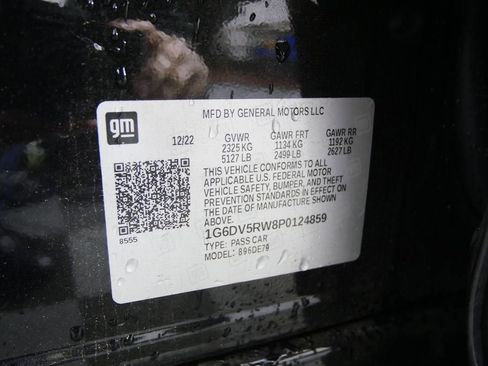 gm
MFD BY GENERAL MOTORS LLC
12/22 GVWR GAWR FRT GAWR RR
2325 KG 1134 KG 1192 KG
5127 LB 2499 LB 2627 LB
THIS VEHICLE CONFORMS TO ALL
APPLICABLE U.S. FEDERAL MOTOR
VEHICLE SAFETY, BUMPER, AND THEFT
PREVENTION STANDARDS IN EFFECT ON
THE DATE OF MANUFACTURE SHOWN
ABOVE.
8555
1G6DV5RW8P0124859
TYPE: PASS CAR
MODEL: 896DE79